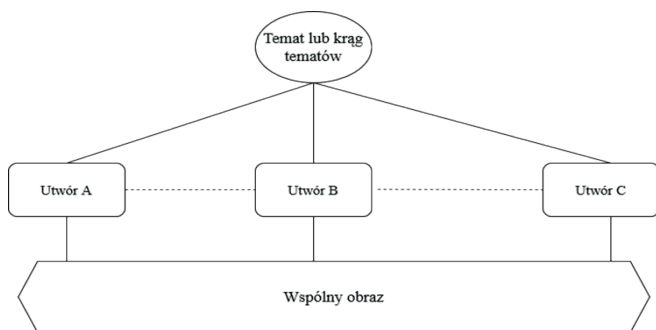 Temat lub krąg
tematów
Utwór A
Utwór B
Utwór C
Wspólny obraz